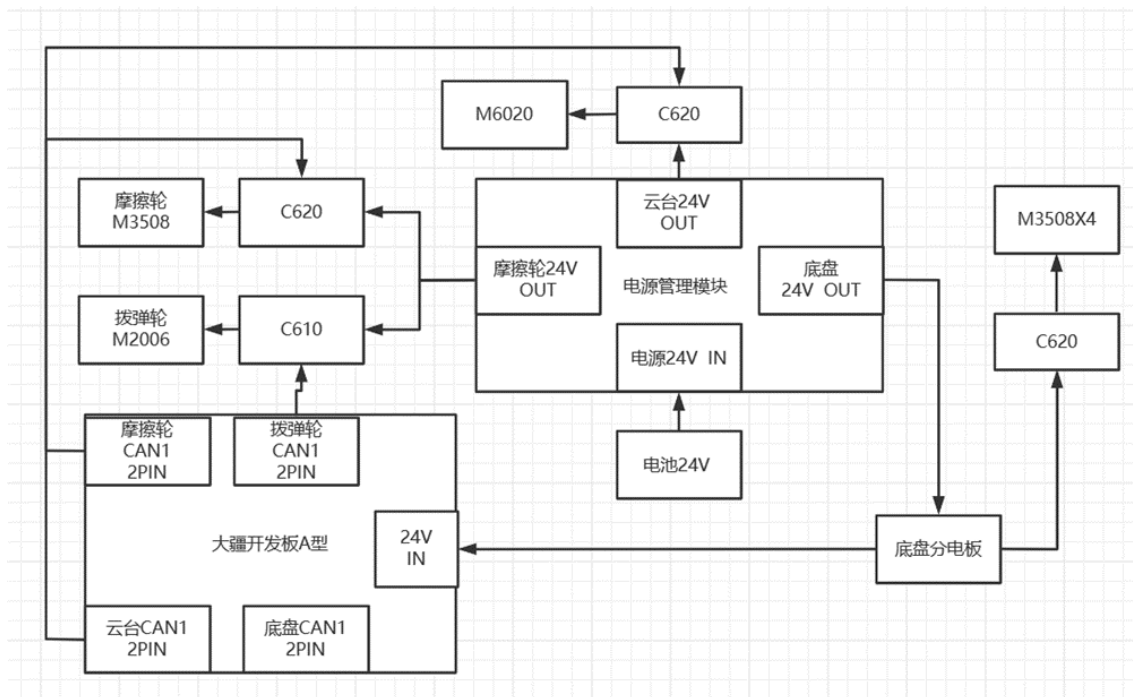 M6020
C620
摩擦轮
M3508
C620
云台24V
OUT
M3508X4
摩擦轮24V
OUT
电源管理模块
底盘
24V OUT
拨弹轮
M2006
C610
电源24V IN
C620
摩擦轮
CAN1
2PIN
拨弹轮
CAN1
2PIN
电池24V
大疆开发板A型
24V
IN
底盘分电板
云台CAN1
2PIN
底盘CAN1
2PIN